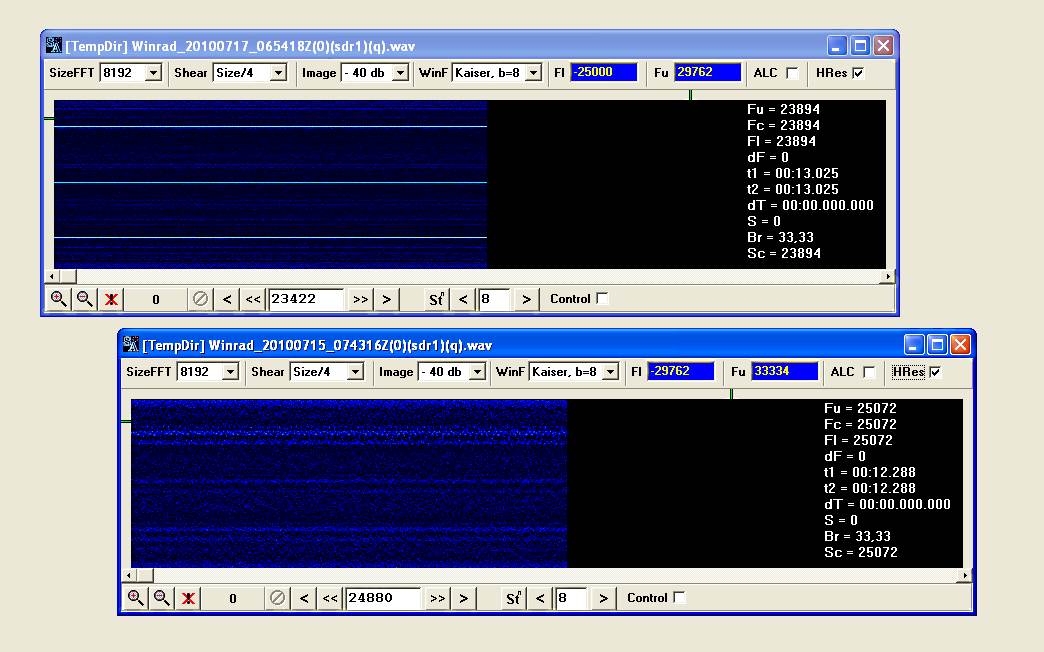 [TempDir] Winrad_20100717_065418Z(0)(sdr1)(q).wav
SizeFFT 8192 Shear Size/4 Image - 40 db WinF Kaiser, b=8 Fl -25000 Fu 29762 ALC HRes
Fu = 23894
Fc = 23894
Fl = 23894
dF = 0
t1 = 00:13.025
t2 = 00:13.025
dT = 00:00.000.000
S = 0
Br = 33,33
Sc = 23894
0 < << 23422 >> > St^n < 8 > Control
[TempDir] Winrad_20100715_074316Z(0)(sdr1)(q).wav
SizeFFT 8192 Shear Size/4 Image - 40 db WinF Kaiser, b=8 Fl -29762 Fu 33334 ALC HRes
Fu = 25072
Fc = 25072
Fl = 25072
dF = 0
t1 = 00:12.288
t2 = 00:12.288
dT = 00:00.000.000
S = 0
Br = 33,33
Sc = 25072
0 < << 24880 >> > St^n < 8 > Control